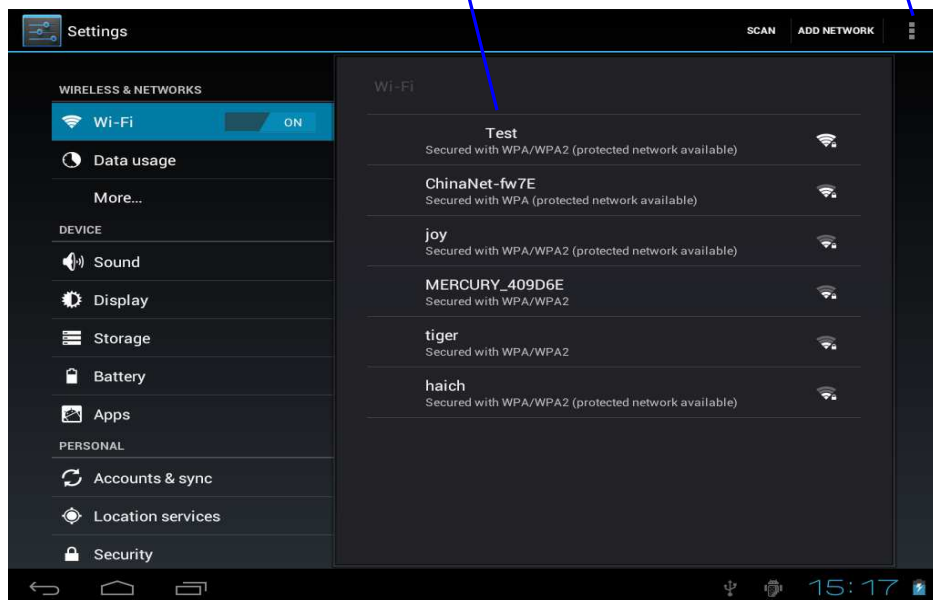 Settings
SCAN
ADD NETWORK
WIRELESS & NETWORKS
Wi-Fi
ON
Data usage
More...
DEVICE
Sound
Display
Storage
Battery
Apps
PERSONAL
Accounts & sync
Location services
Security
Wi-Fi
Test
Secured with WPA/WPA2 (protected network available)
ChinaNet-fw7E
Secured with WPA (protected network available)
joy
Secured with WPA/WPA2 (protected network available)
MERCURY_409D6E
Secured with WPA/WPA2
tiger
Secured with WPA/WPA2
haich
Secured with WPA/WPA2 (protected network available)
15:17